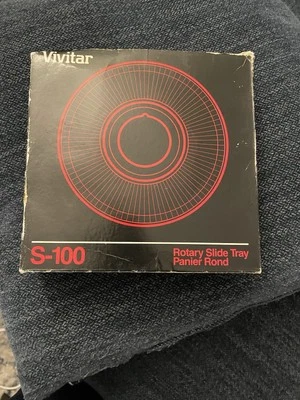 Vivitar
S-100
Rotary Slide Tray
Panier Rond